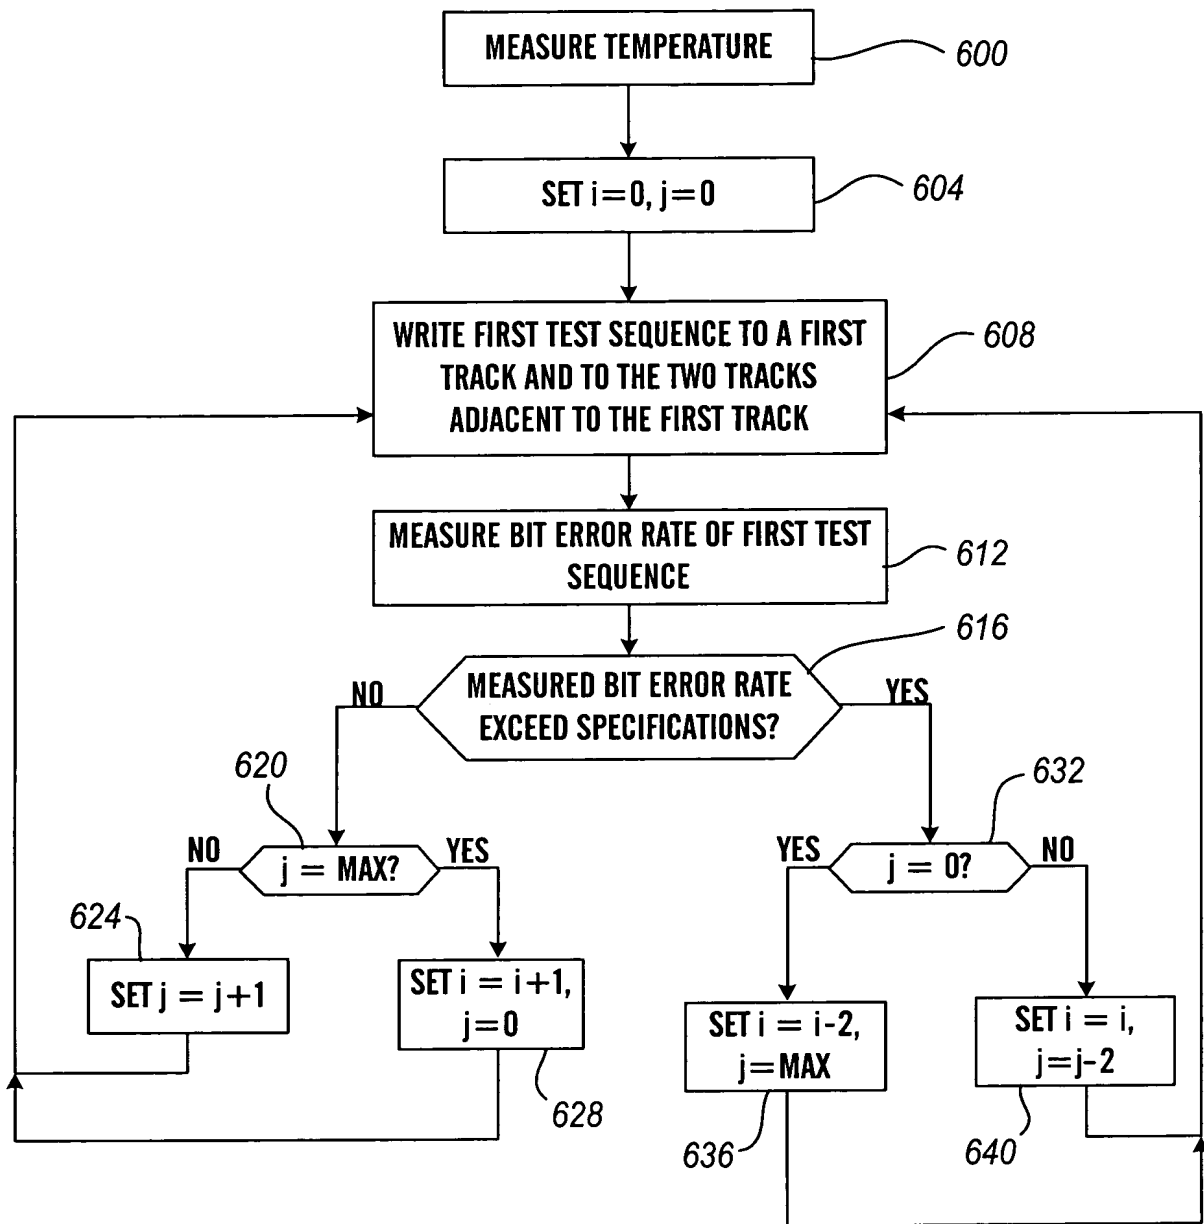 MEASURE TEMPERATURE
600
SET i=0, j=0
604
WRITE FIRST TEST SEQUENCE TO A FIRST
TRACK AND TO THE TWO TRACKS
ADJACENT TO THE FIRST TRACK
608
MEASURE BIT ERROR RATE OF FIRST TEST
SEQUENCE
612
616
MEASURED BIT ERROR RATE
EXCEED SPECIFICATIONS?
NO
YES
620
632
NO
j = MAX?
YES
YES
j = 0?
NO
624
SET j = j+1
SET i = i+1,
j=0
628
SET i = i-2,
j=MAX
636
SET i = i,
j=j-2
640